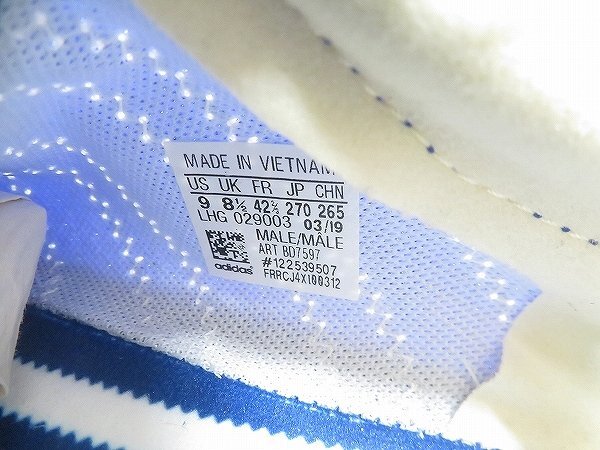 MADE IN VIETNAM
US UK FR JP CHN
9 8½ 42⅔ 270 265
LHG 029003 03/19
MALE/MÂLE
ART BD7597
#122539507
adidas FRRCJ4X100312